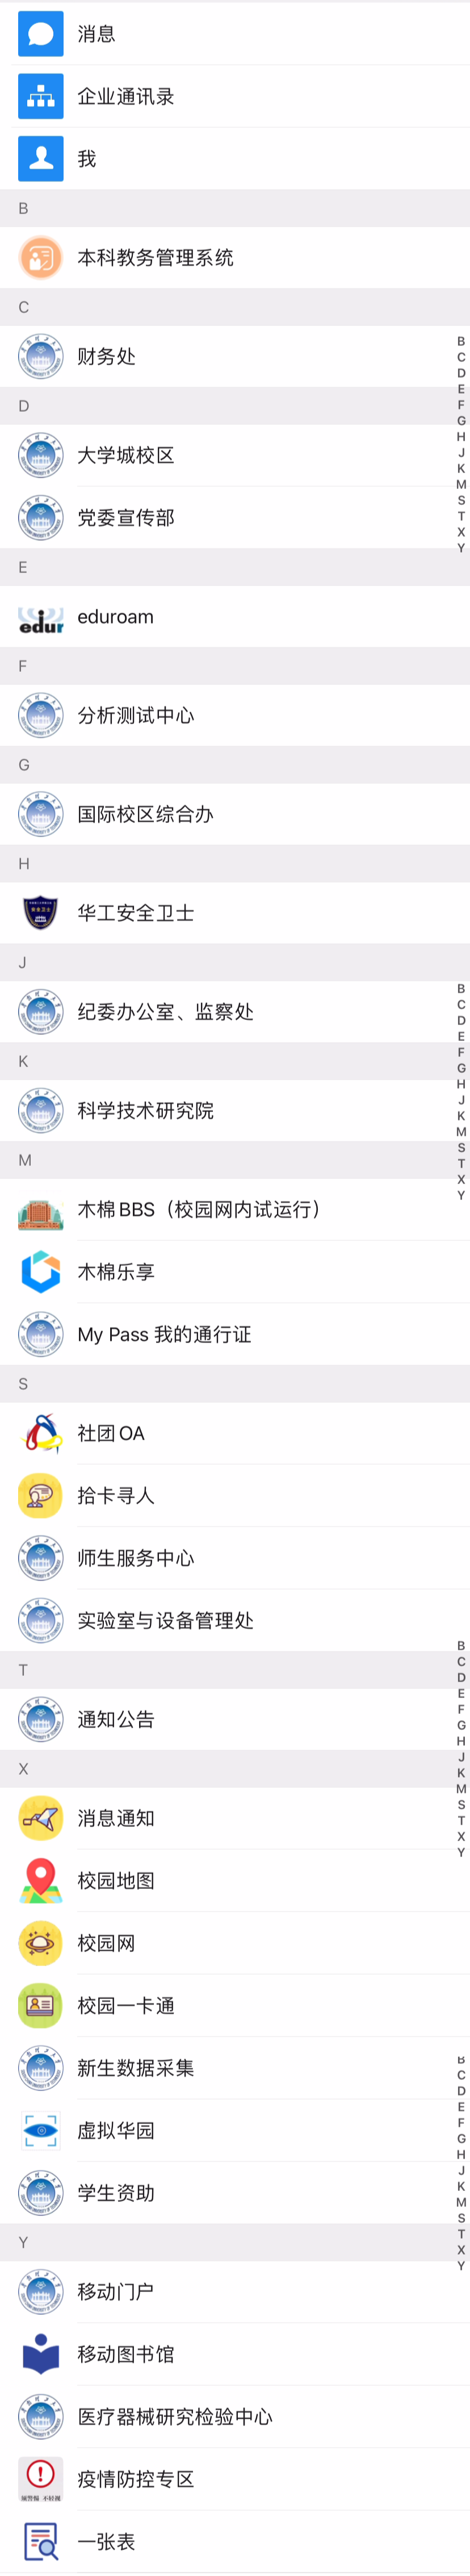 消息
企业通讯录
我
B
本科教务管理系统
C
财务处
D
大学城校区
党委宣传部
E
edur
eduroam
F
分析测试中心
G
国际校区综合办
H
华工安全卫士
J
纪委办公室、监察处
K
科学技术研究院
M
木棉BBS（校园网内试运行）
木棉乐享
My Pass 我的通行证
S
社团OA
拾卡寻人
师生服务中心
实验室与设备管理处
T
通知公告
X
消息通知
校园地图
校园网
校园一卡通
新生数据采集
虚拟华园
学生资助
Y
移动门户
移动图书馆
医疗器械研究检验中心
疫情防控专区
一张表
B
C
D
E
F
G
H
J
K
M
S
T
X
Y
B
C
D
E
F
G
H
J
K
M
S
T
X
Y
B
C
D
E
F
G
H
J
K
M
S
T
X
Y
B
C
D
E
F
G
H
J
K
M
S
T
X
Y